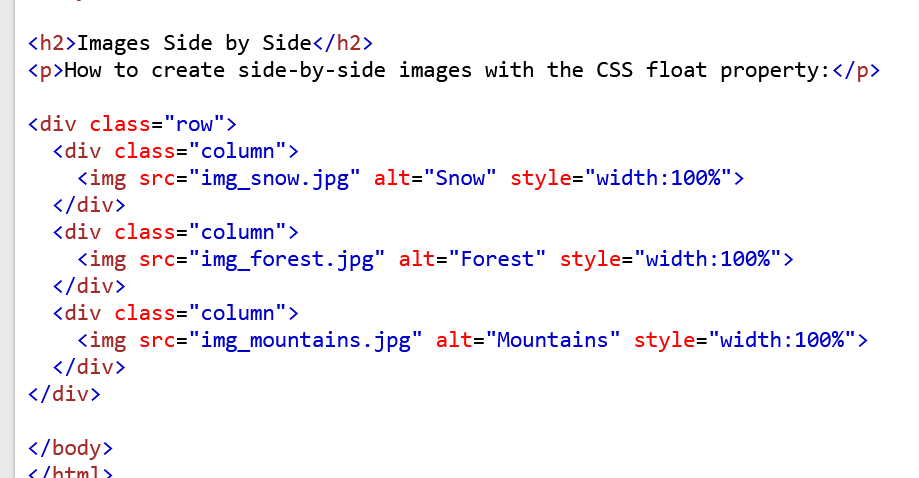 <h2>Images Side by Side</h2>
<p>How to create side-by-side images with the CSS float property:</p>
<div class="row">
<div class="column">
<img src="img_snow.jpg" alt="Snow" style="width:100%">
</div>
<div class="column">
<img src="img_forest.jpg" alt="Forest" style="width:100%">
</div>
<div class="column">
<img src="img_mountains.jpg" alt="Mountains" style="width:100%">
</div>
</div>
</body>
</html>